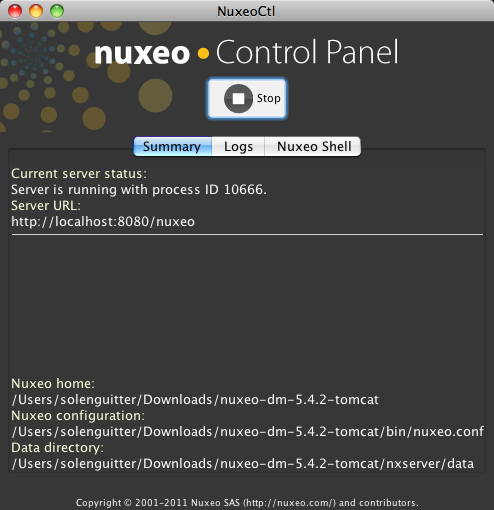 NuxeoCtl
nuxeo Control Panel
Stop
Summary Logs Nuxeo Shell
Current server status:
Server is running with process ID 10666.
Server URL:
http://localhost:8080/nuxeo
Nuxeo home:
/Users/solenguitter/Downloads/nuxeo-dm-5.4.2-tomcat
Nuxeo configuration:
/Users/solenguitter/Downloads/nuxeo-dm-5.4.2-tomcat/bin/nuxeo.conf
Data directory:
/Users/solenguitter/Downloads/nuxeo-dm-5.4.2-tomcat/nxserver/data
Copyright © 2001-2011 Nuxeo SAS (http://nuxeo.com/) and contributors.